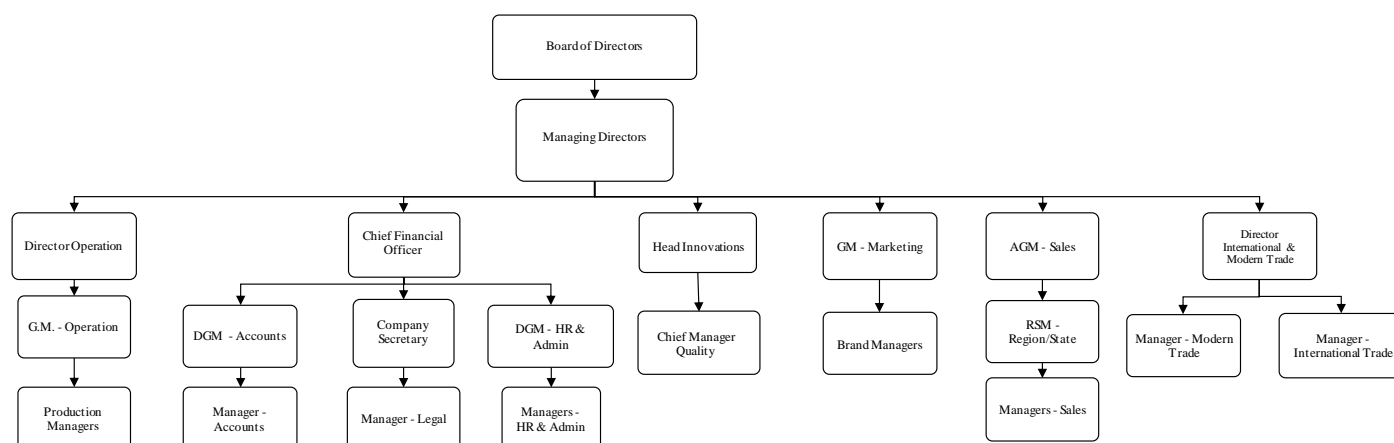 Board of Directors
Managing Directors
Director Operation
Chief Financial
Officer
Head Innovations
GM - Marketing
AGM - Sales
Director
International &
Modern Trade
G.M. - Operation
DGM - Accounts
Company
Secretary
DGM - HR &
Admin
Chief Manager
Quality
Brand Managers
RSM -
Region/State
Manager - Modern
Trade
Manager -
International Trade
Production
Managers
Manager -
Accounts
Manager - Legal
Managers -
HR & Admin
Managers - Sales